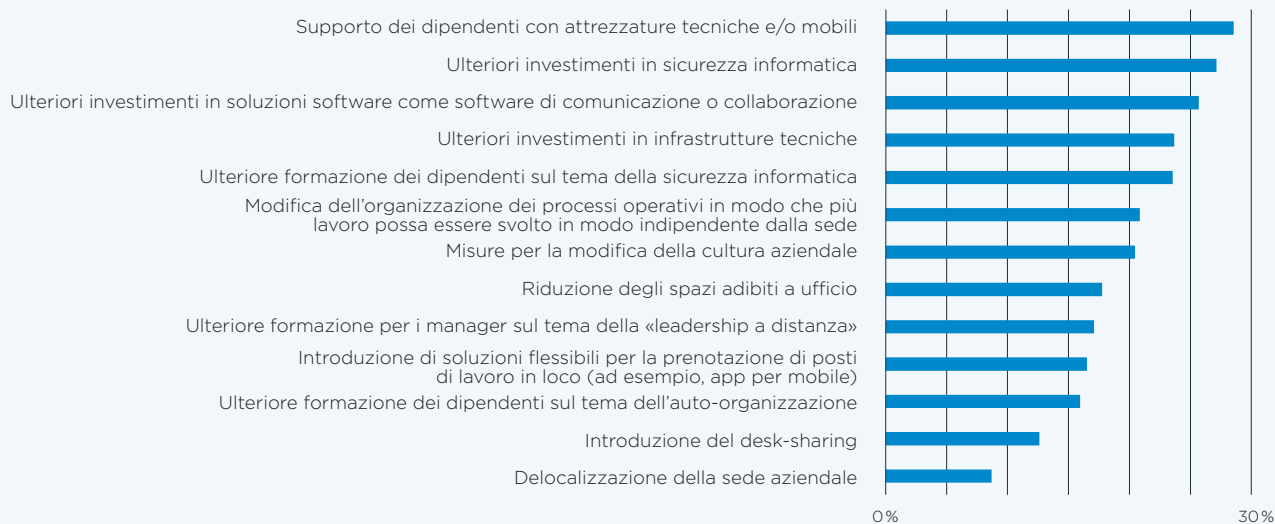 Supporto dei dipendenti con attrezzature tecniche e/o mobili
Ulteriori investimenti in sicurezza informatica
Ulteriori investimenti in soluzioni software come software di comunicazione o collaborazione
Ulteriori investimenti in infrastrutture tecniche
Ulteriore formazione dei dipendenti sul tema della sicurezza informatica
Modifica dell’organizzazione dei processi operativi in modo che più
lavoro possa essere svolto in modo indipendente dalla sede
Misure per la modifica della cultura aziendale
Riduzione degli spazi adibiti a ufficio
Ulteriore formazione per i manager sul tema della «leadership a distanza»
Introduzione di soluzioni flessibili per la prenotazione di posti
di lavoro in loco (ad esempio, app per mobile)
Ulteriore formazione dei dipendenti sul tema dell’auto-organizzazione
Introduzione del desk-sharing
Delocalizzazione della sede aziendale
0 % 30 %